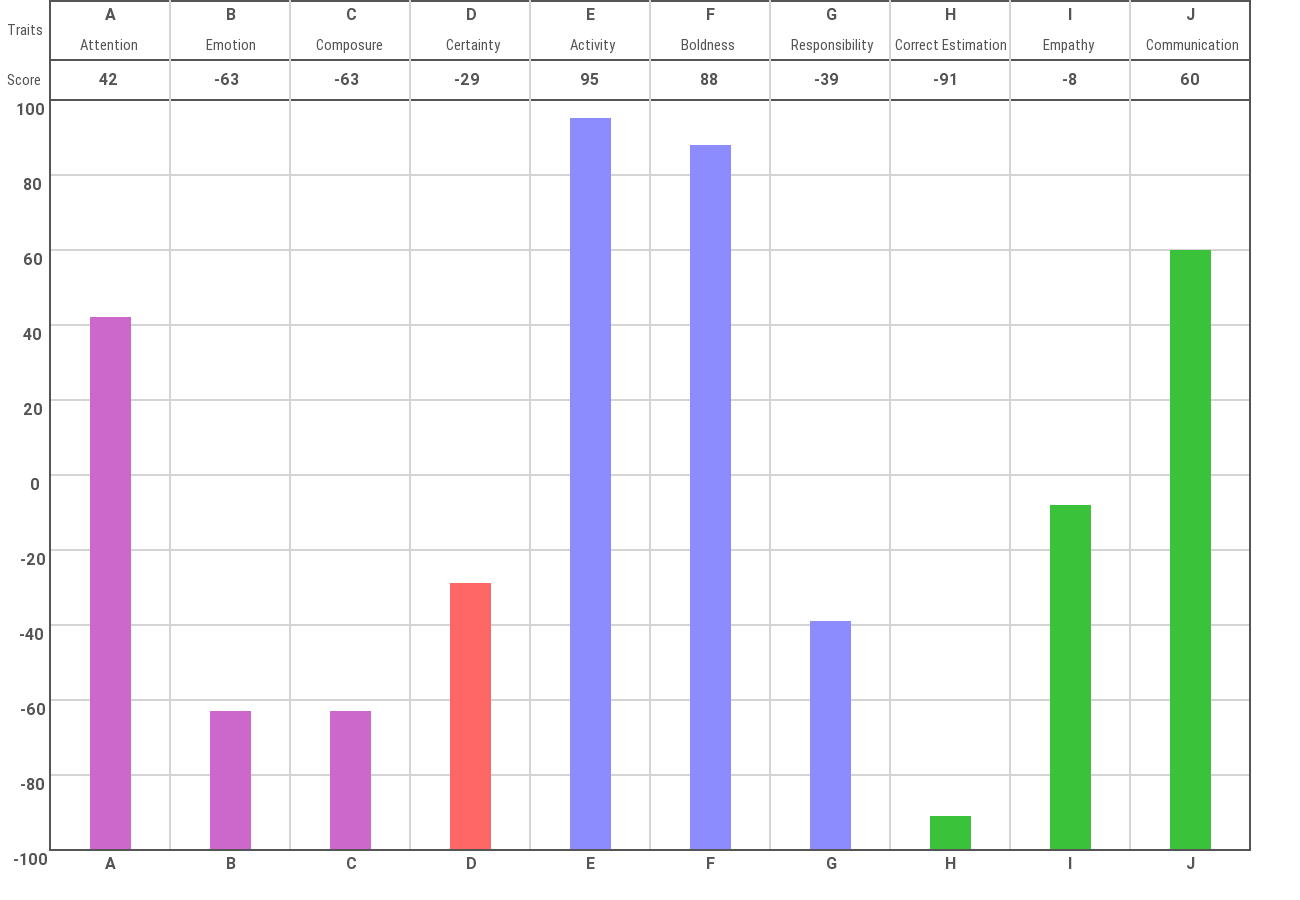 A B C D E F G H I J
Traits
Attention Emotion Composure Certainty Activity Boldness Responsibility Correct Estimation Empathy Communication
Score 42 -63 -63 -29 95 88 -39 -91 -8 60
100
80
60
40
20
0
-20
-40
-60
-80
-100
A B C D E F G H I J